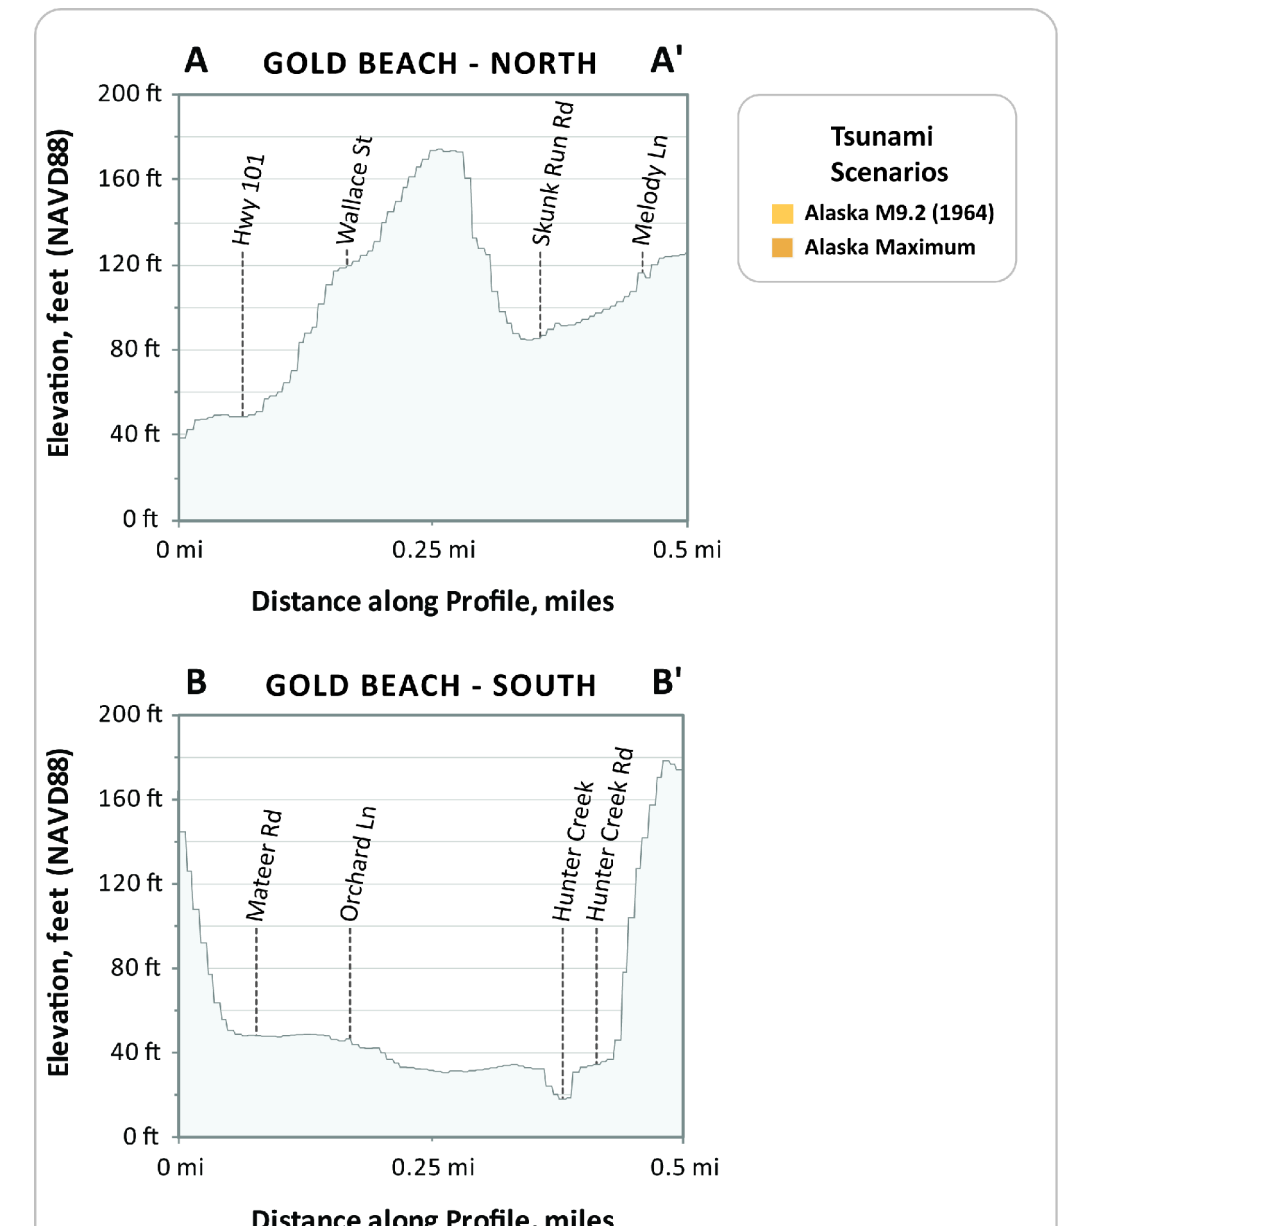 A GOLD BEACH - NORTH A'
200 ft
160 ft
120 ft
80 ft
40 ft
0 ft
Elevation, feet (NAVD88)
Hwy 101
Wallace St
Skunk Run Rd
Melody Ln
0 mi 0.25 mi 0.5 mi
Distance along Profile, miles
Tsunami
Scenarios
Alaska M9.2 (1964)
Alaska Maximum
B GOLD BEACH - SOUTH B'
200 ft
160 ft
120 ft
80 ft
40 ft
0 ft
Elevation, feet (NAVD88)
Mateer Rd
Orchard Ln
Hunter Creek
Hunter Creek Rd
0 mi 0.25 mi 0.5 mi
Distance along Profile, miles